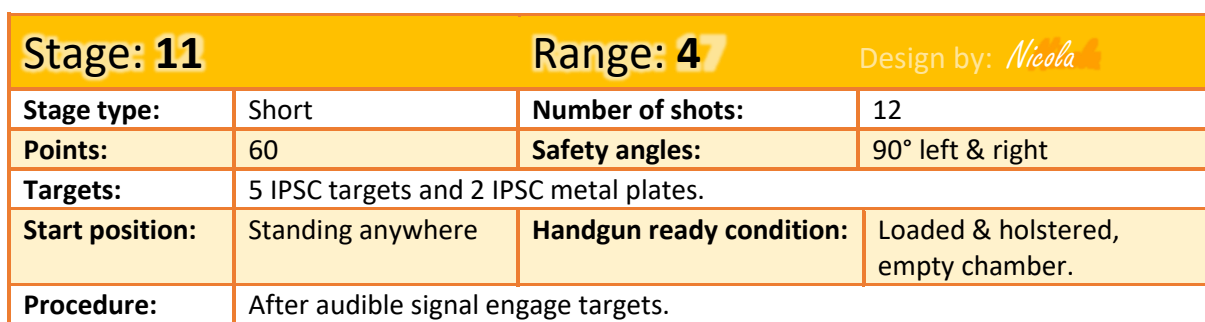 Stage: 11 Range: 4 Design by: Nicola
Stage type: Short Number of shots: 12
Points: 60 Safety angles: 90° left & right
Targets: 5 IPSC targets and 2 IPSC metal plates.
Start position: Standing anywhere Handgun ready condition: Loaded & holstered,
empty chamber.
Procedure: After audible signal engage targets.